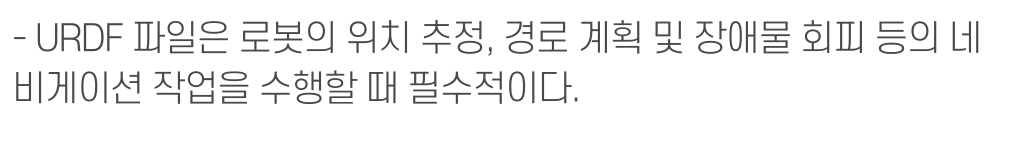 - URDF 파일은 로봇의 위치 추정, 경로 계획 및 장애물 회피 등의 네
비게이션 작업을 수행할 때 필수적이다.